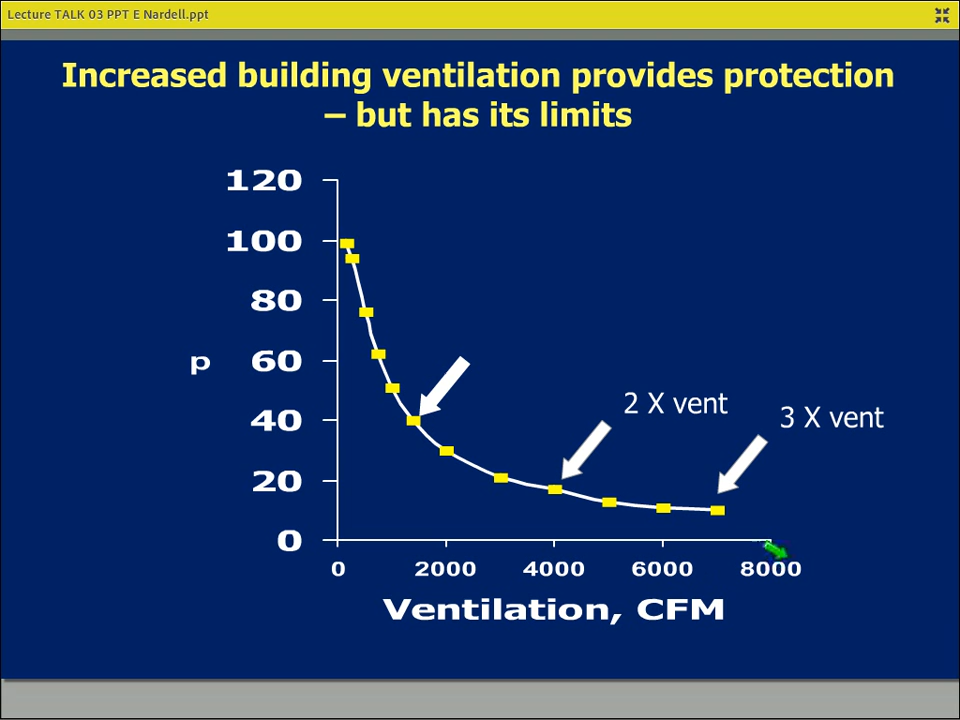 Lecture TALK 03 PPT E Nardell.ppt
Increased building ventilation provides protection
– but has its limits
120
100
80
p 60
40
20
0
2 X vent
3 X vent
0 2000 4000 6000 8000
Ventilation, CFM